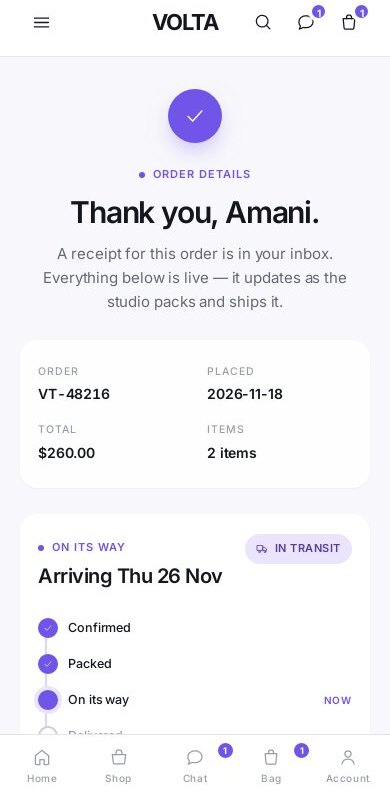 VOLTA
1
1
ORDER DETAILS
Thank you, Amani.
A receipt for this order is in your inbox.
Everything below is live — it updates as the
studio packs and ships it.
ORDER
PLACED
VT-48216
2026-11-18
TOTAL
ITEMS
$260.00
2 items
ON ITS WAY
IN TRANSIT
Arriving Thu 26 Nov
Confirmed
Packed
On its way
NOW
Delivered
1
1
Home
Shop
Chat
Bag
Account